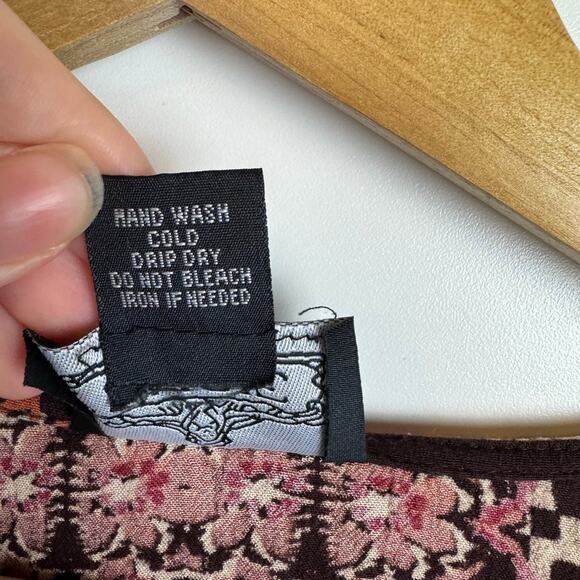 HAND WASH
COLD
DRIP DRY
DO NOT BLEACH
IRON IF NEEDED